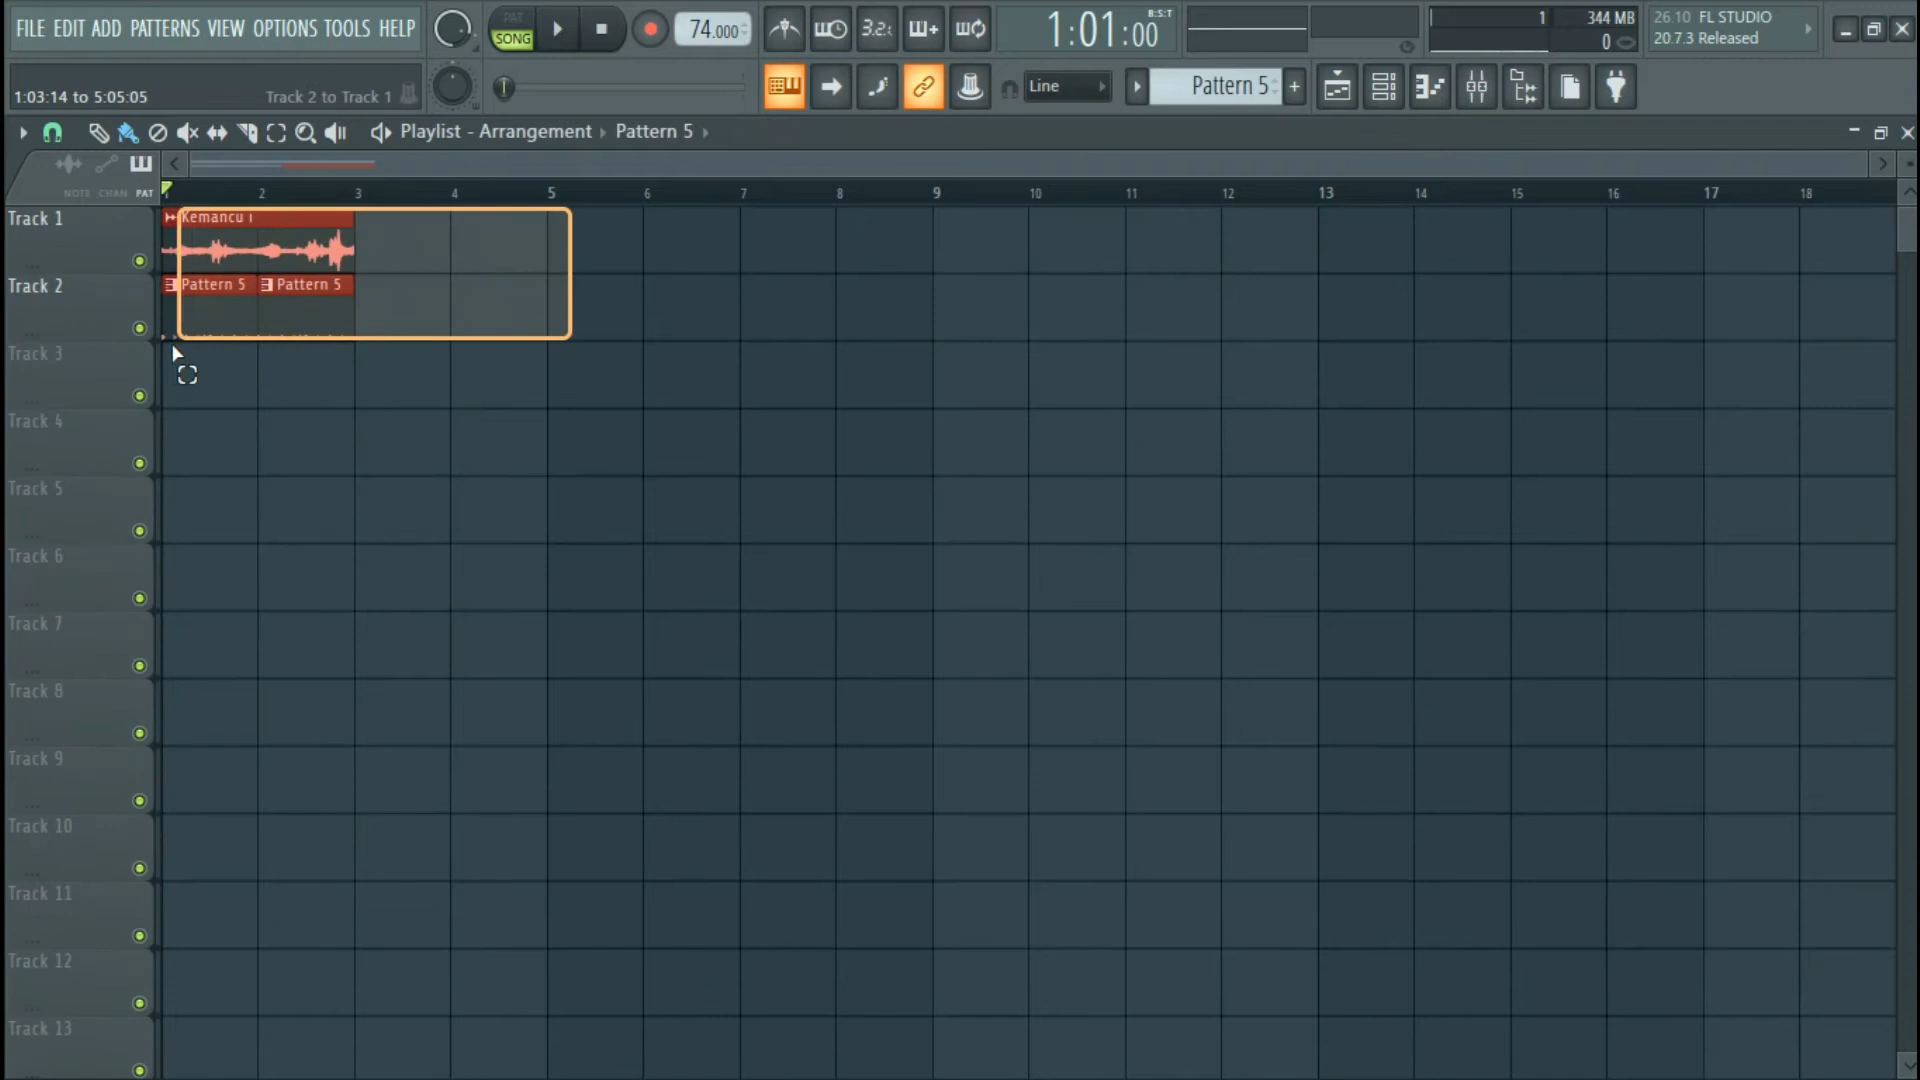 FILE EDIT ADD PATTERNS VIEW OPTIONS TOOLS HELP
PAT
SONG
74.000
3.2.
1:01:00
B:S:T
1
344 MB
0
26.10 FL STUDIO
20.7.3 Released
1:03:14 to 5:05:05
Track 2 to Track 1
Line
Pattern 5
+
Playlist - Arrangement › Pattern 5 ›
NOTE CHAN PAT
1 2 3 4 5 6 7 8 9 10 11 12 13 14 15 16 17 18
Track 1
Kemancu 1
Track 2
Pattern 5
Pattern 5
Track 3
Track 4
Track 5
Track 6
Track 7
Track 8
Track 9
Track 10
Track 11
Track 12
Track 13